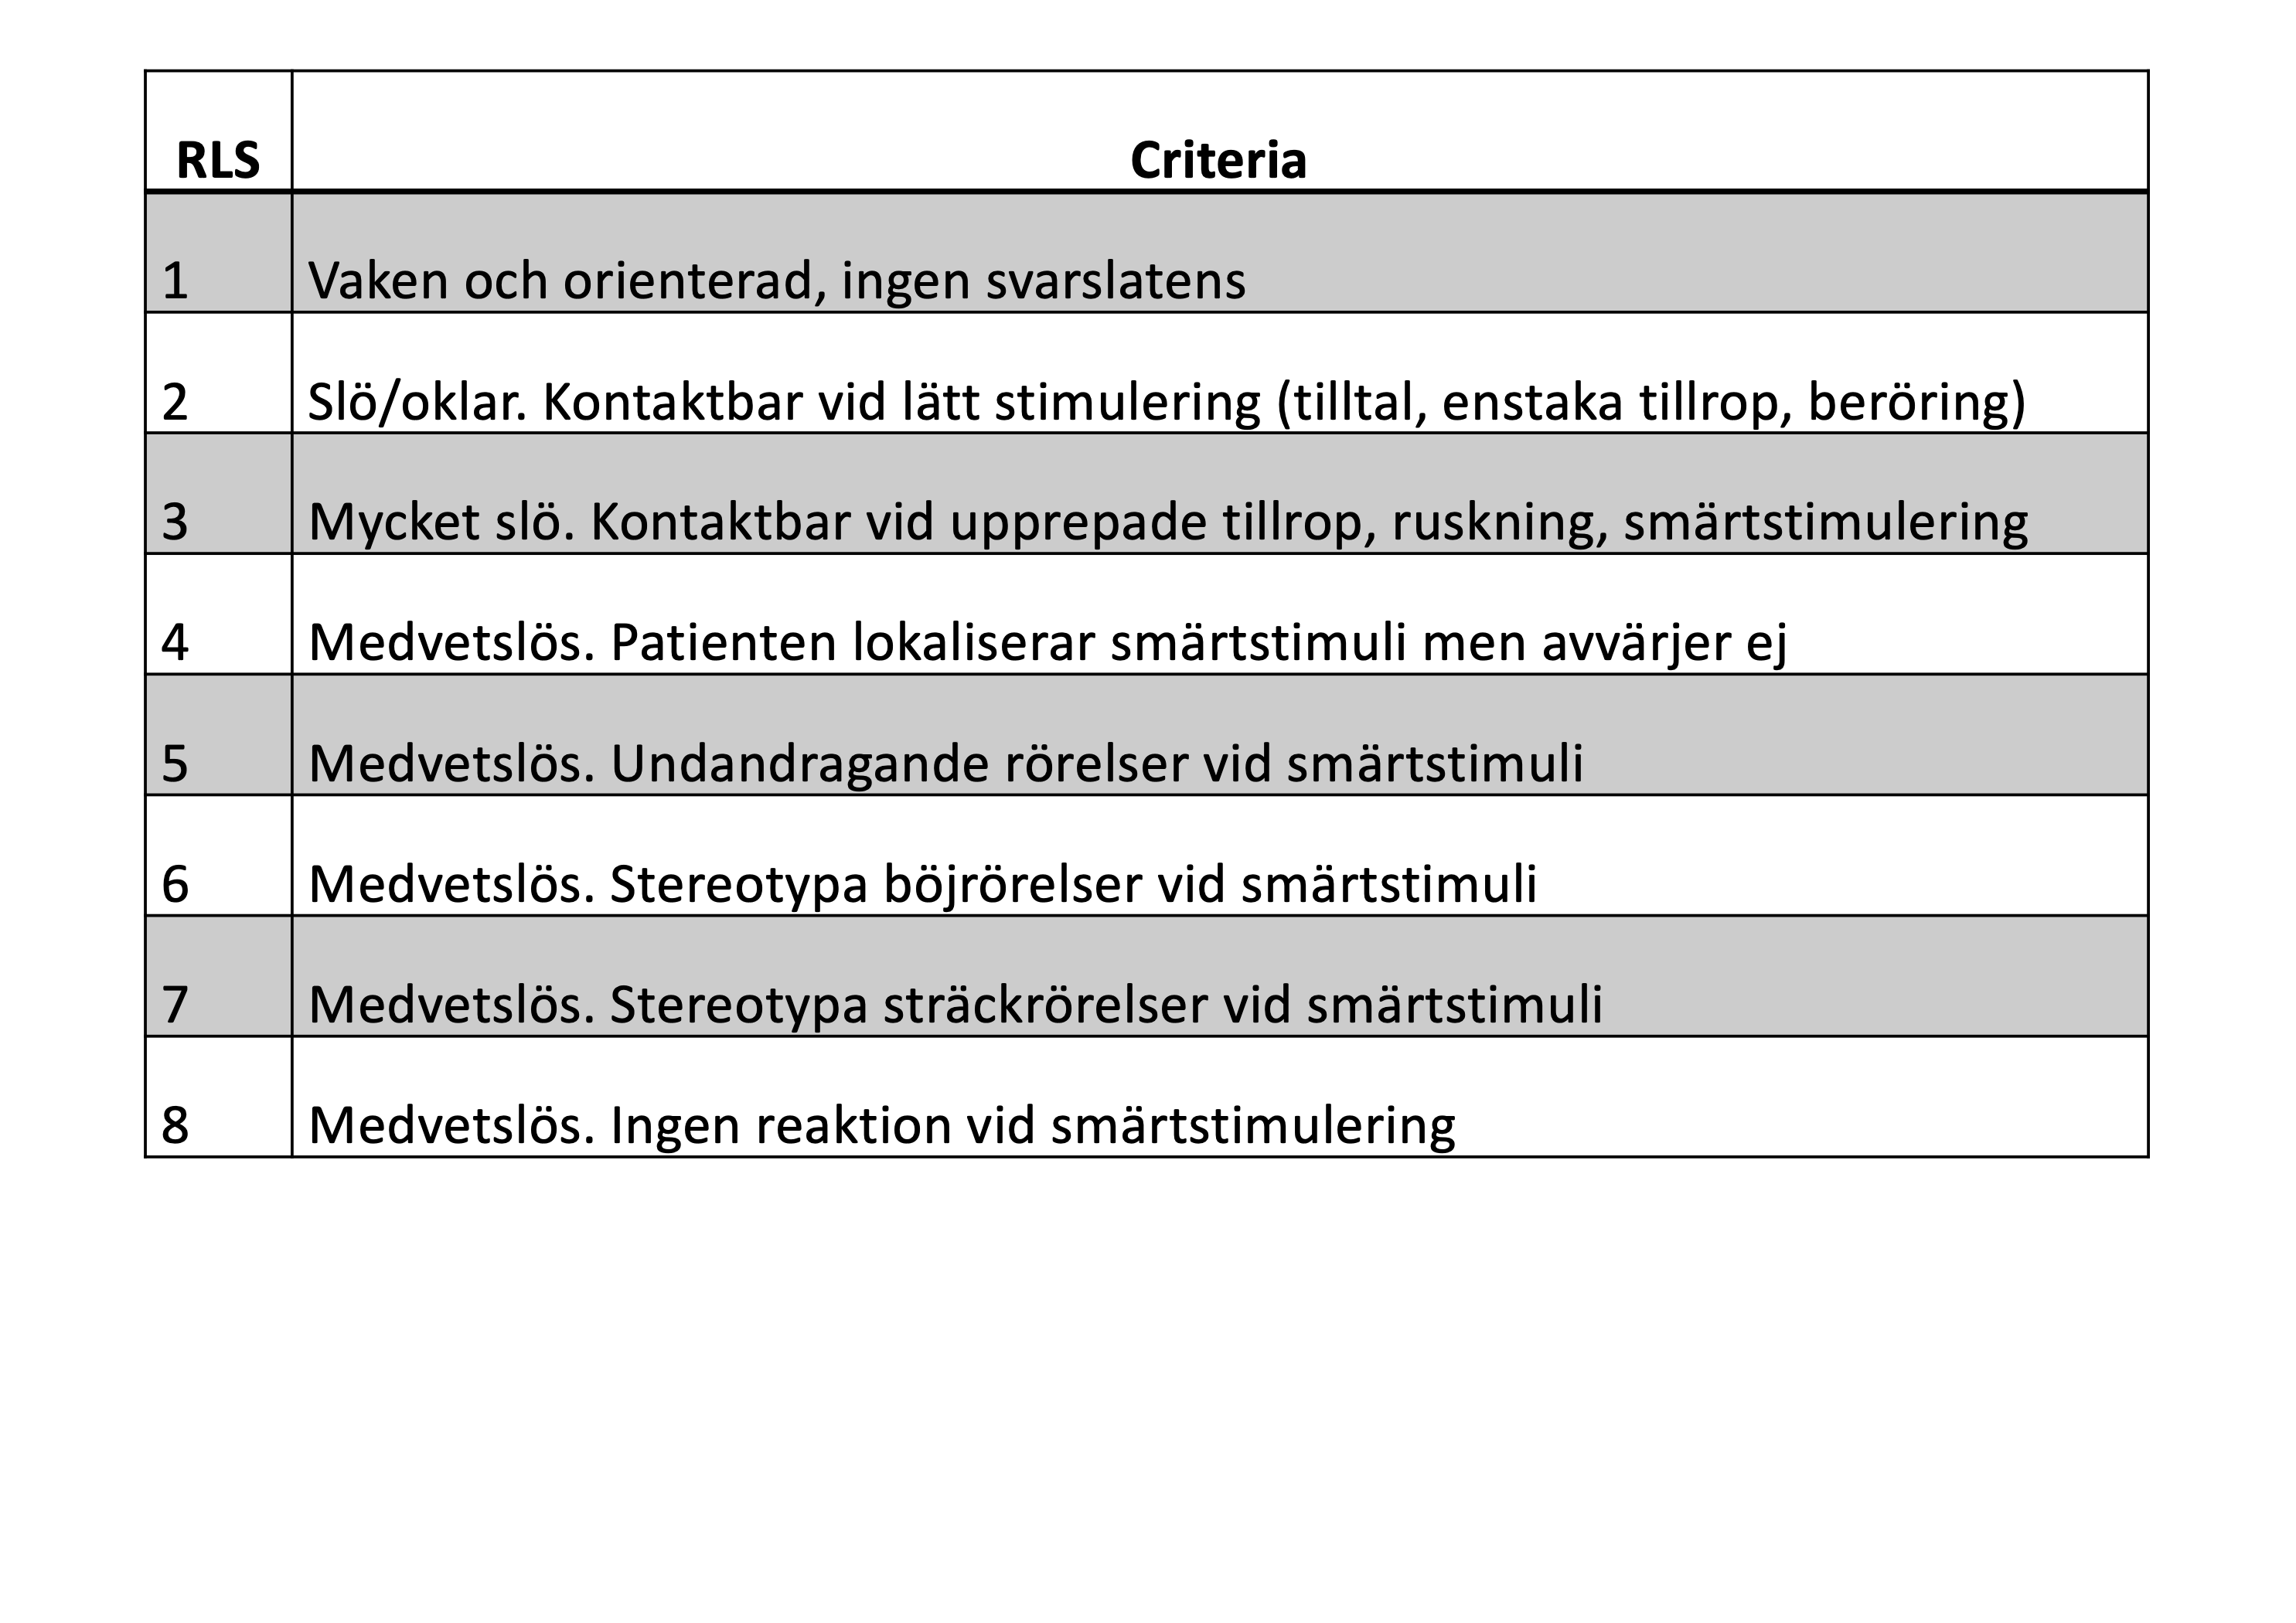 RLS Criteria
1 Vaken och orienterad, ingen svarslatens
2 Slö/oklar. Kontaktbar vid lätt stimulering (tilltal, enstaka tillrop, beröring)
3 Mycket slö. Kontaktbar vid upprepade tillrop, ruskning, smärtstimulering
4 Medvetslös. Patienten lokaliserar smärtstimuli men avvärjer ej
5 Medvetslös. Undandragande rörelser vid smärtstimuli
6 Medvetslös. Stereotypa böjrörelser vid smärtstimuli
7 Medvetslös. Stereotypa sträckrörelser vid smärtstimuli
8 Medvetslös. Ingen reaktion vid smärtstimulering